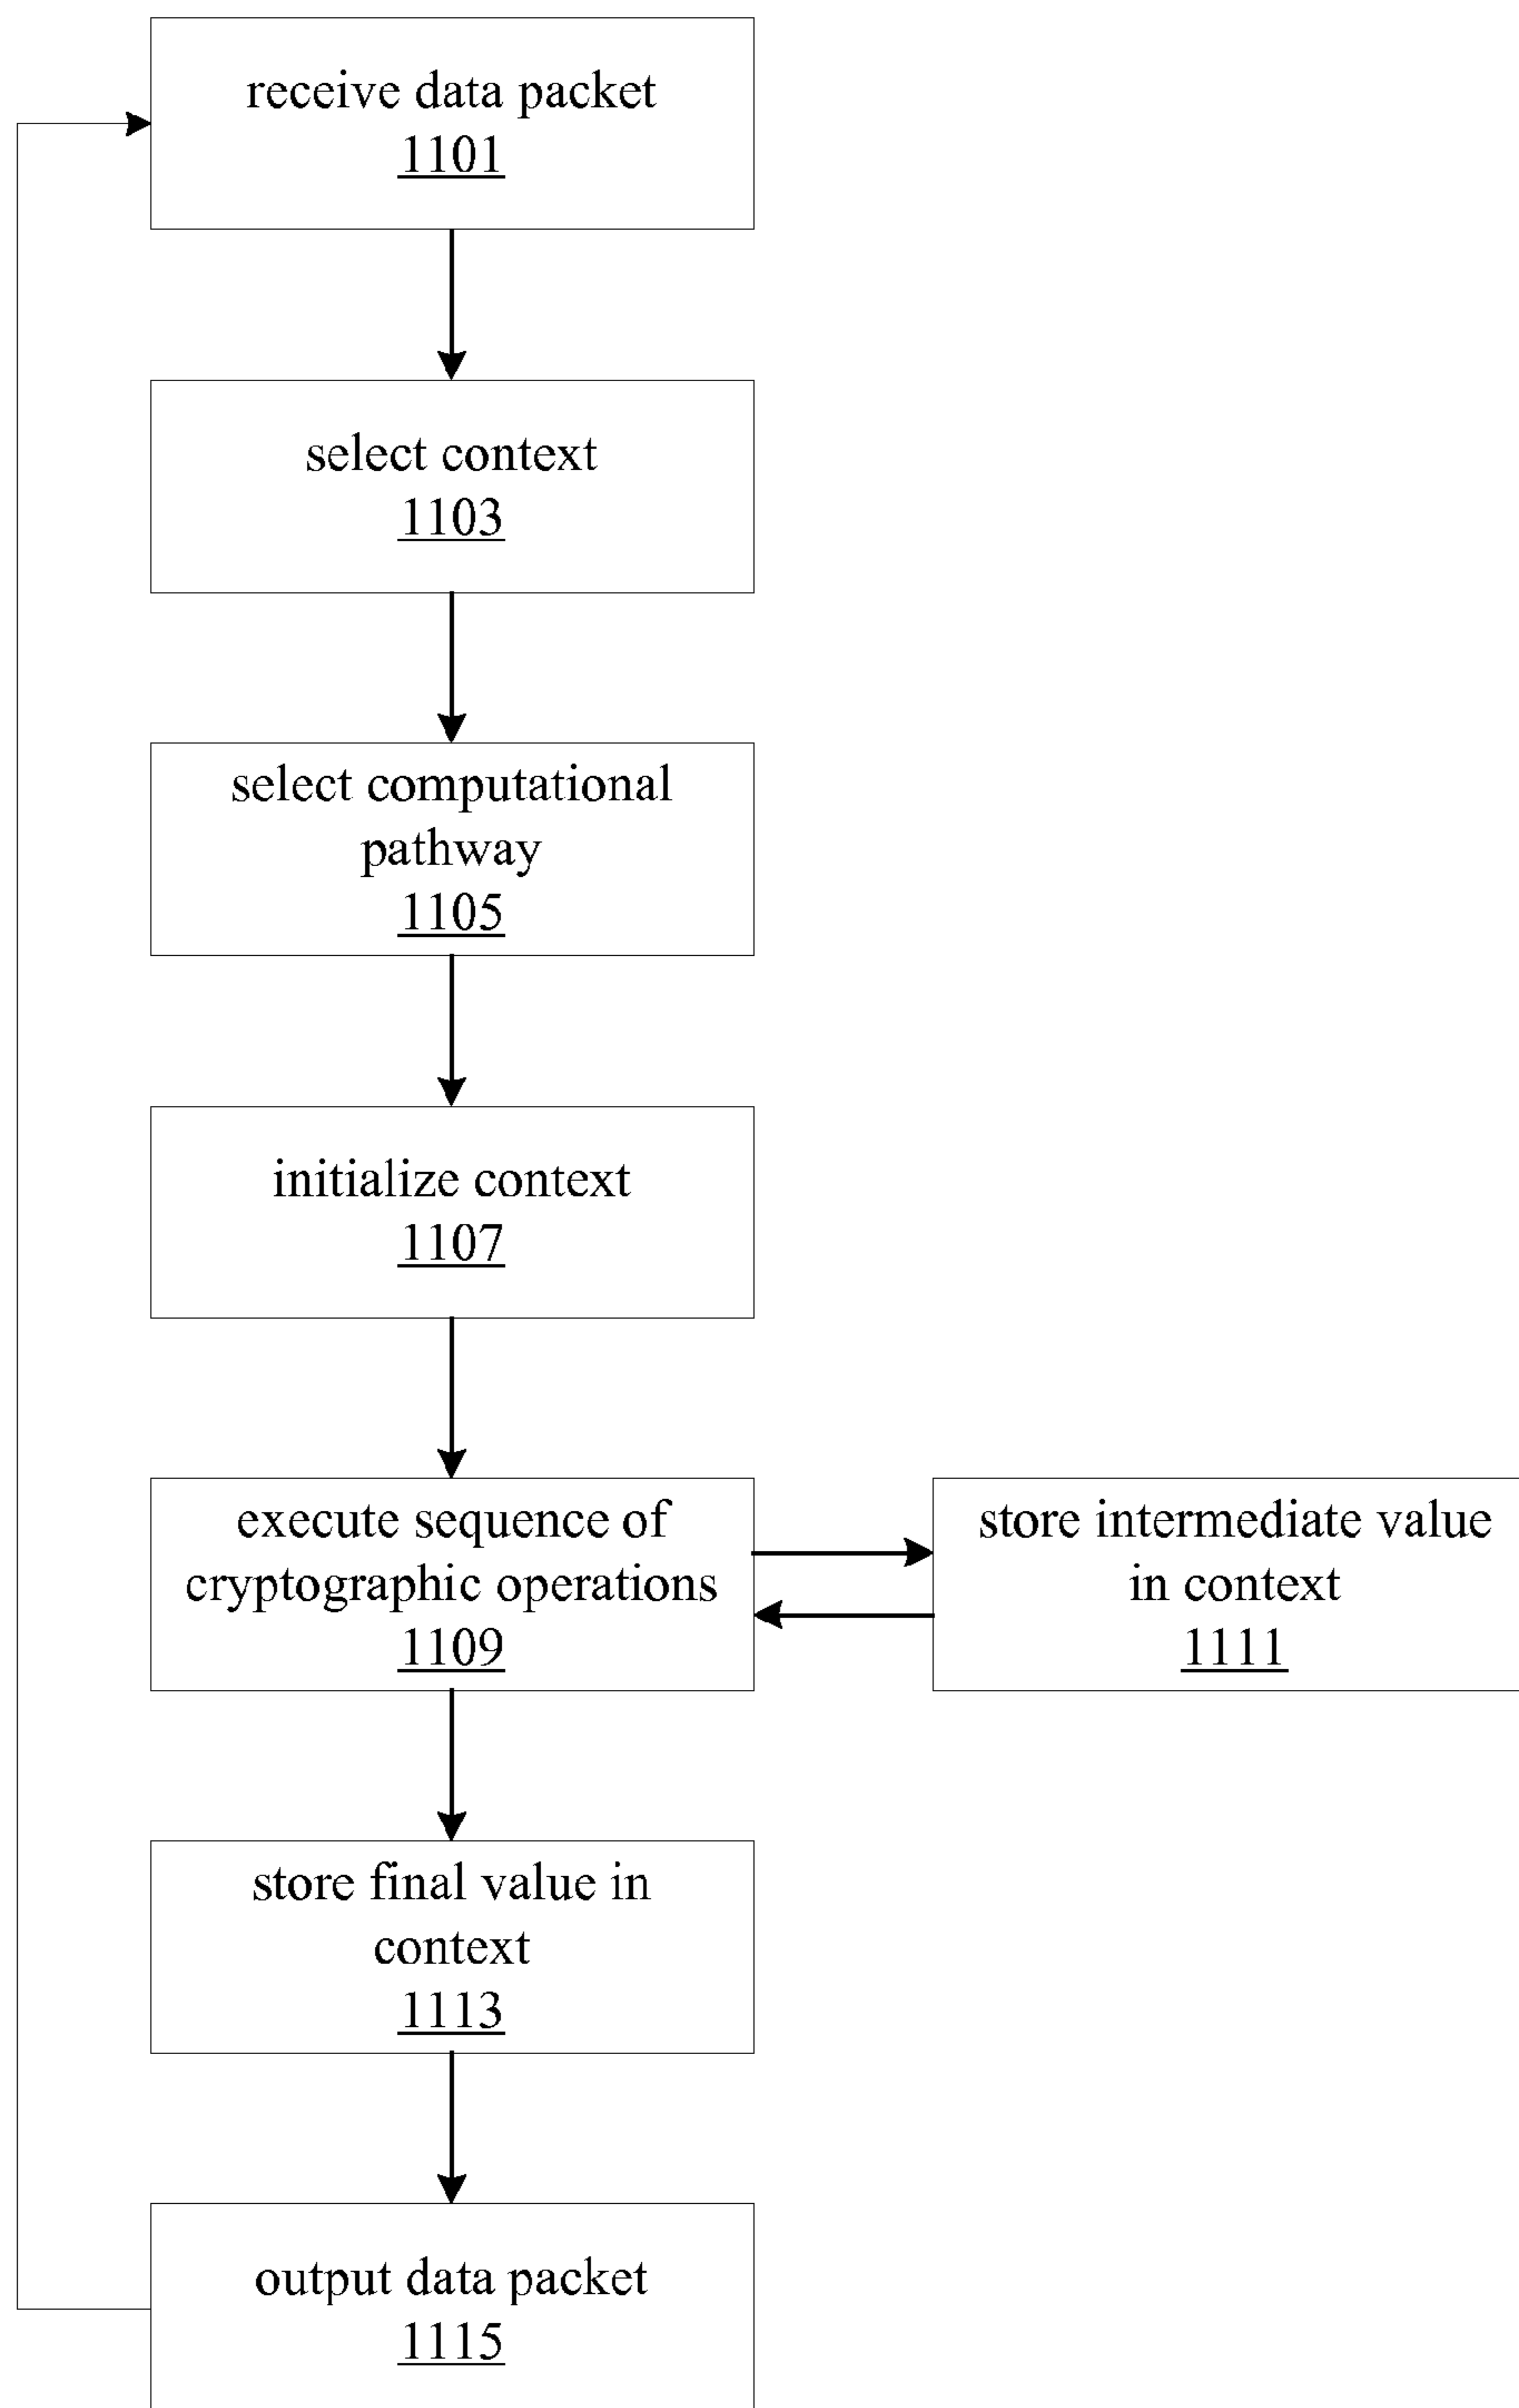 receive data packet
1101
select context
1103
select computational
pathway
1105
initialize context
1107
execute sequence of
cryptographic operations
1109
store intermediate value
in context
1111
store final value in
context
1113
output data packet
1115